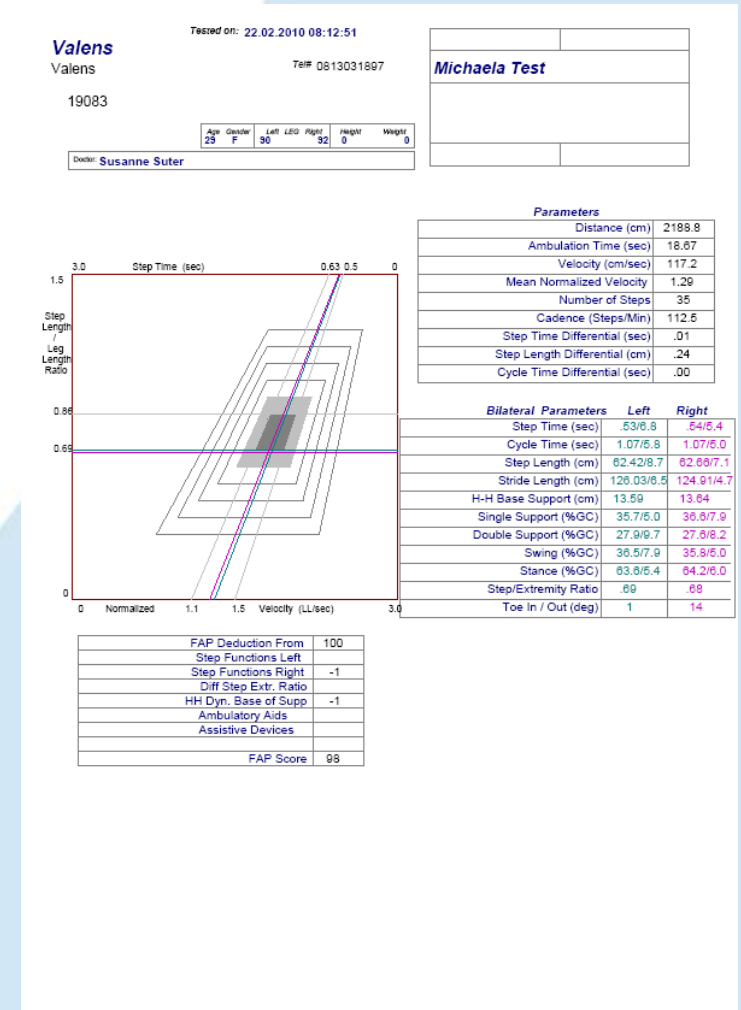 Tested on: 22.02.2010 08:12:51
Valens
Valens
Tel# 0813031897
Michaela Test
19083
Age Gender Left LEG Right Height Weight
29 F 90 92 0 0
Doctor: Susanne Suter
Parameters
Distance (cm) 2188.8
Ambulation Time (sec) 18.67
Velocity (cm/sec) 117.2
Mean Normalized Velocity 1.29
Number of Steps 35
Cadence (Steps/Min) 112.5
Step Time Differential (sec) .01
Step Length Differential (cm) .24
Cycle Time Differential (sec) .00
3.0 Step Time (sec) 0.63 0.5 0
1.5
Step
Length
/
Leg
Length
Ratio
0.86
0.69
0
0 Normalized 1.1 1.5 Velocity (LL/sec) 3.0
Bilateral Parameters Left Right
Step Time (sec) .53/6.8 .54/5.4
Cycle Time (sec) 1.07/5.8 1.07/5.0
Step Length (cm) 62.42/8.7 62.66/7.1
Stride Length (cm) 126.03/6.5 124.91/4.7
H-H Base Support (cm) 13.59 13.64
Single Support (%GC) 35.7/5.0 36.6/7.9
Double Support (%GC) 27.9/9.7 27.6/8.2
Swing (%GC) 36.5/7.9 35.8/5.0
Stance (%GC) 63.6/5.4 64.2/6.0
Step/Extremity Ratio .69 .68
Toe In / Out (deg) 1 14
FAP Deduction From 100
Step Functions Left
Step Functions Right -1
Diff Step Extr. Ratio
HH Dyn. Base of Supp -1
Ambulatory Aids
Assistive Devices
FAP Score 98